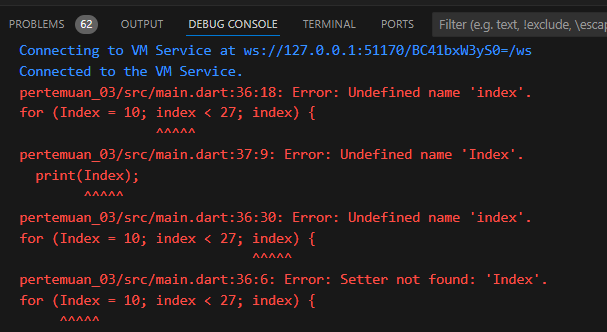 PROBLEMS 62 OUTPUT DEBUG CONSOLE TERMINAL PORTS Filter (e.g. text, !exclude, \escap
Connecting to VM Service at ws://127.0.0.1:51170/BC41bxW3yS0=/ws
Connected to the VM Service.
pertemuan_03/src/main.dart:36:18: Error: Undefined name 'index'.
for (Index = 10; index < 27; index) {
^^^^^
pertemuan_03/src/main.dart:37:9: Error: Undefined name 'Index'.
print(Index);
^^^^^
pertemuan_03/src/main.dart:36:30: Error: Undefined name 'index'.
for (Index = 10; index < 27; index) {
^^^^^
pertemuan_03/src/main.dart:36:6: Error: Setter not found: 'Index'.
for (Index = 10; index < 27; index) {
^^^^^